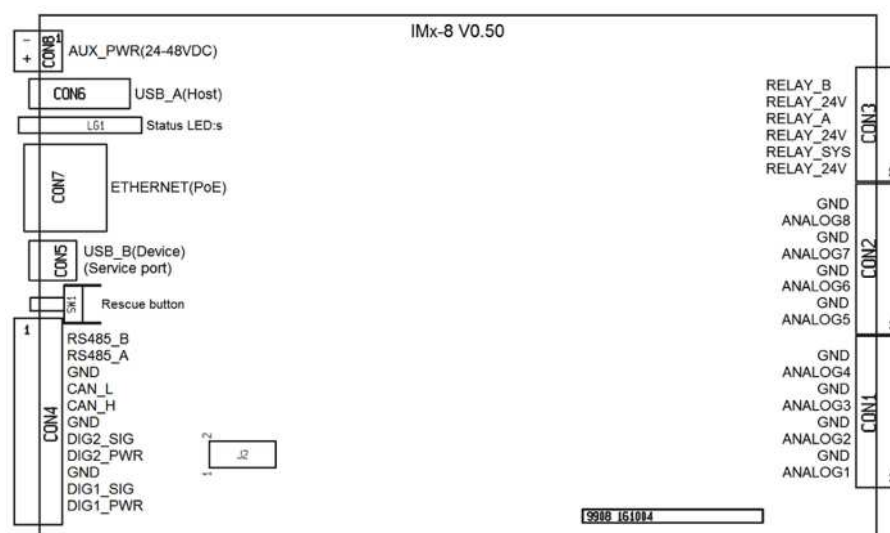 IMx-8 V0.50
-
+
CON8
1
AUX_PWR(24-48VDC)
CON6
USB_A(Host)
LG1
Status LED:s
CON7
ETHERNET(PoE)
CON5
USB_B(Device)
(Service port)
SW1
Rescue button
1
CON4
RS485_B
RS485_A
GND
CAN_L
CAN_H
GND
DIG2_SIG
DIG2_PWR
GND
DIG1_SIG
DIG1_PWR
2
J2
1
RELAY_B
RELAY_24V
RELAY_A
RELAY_24V
RELAY_SYS
RELAY_24V
CON3
GND
ANALOG8
GND
ANALOG7
GND
ANALOG6
GND
ANALOG5
CON2
GND
ANALOG4
GND
ANALOG3
GND
ANALOG2
GND
ANALOG1
CON1
9908 161004